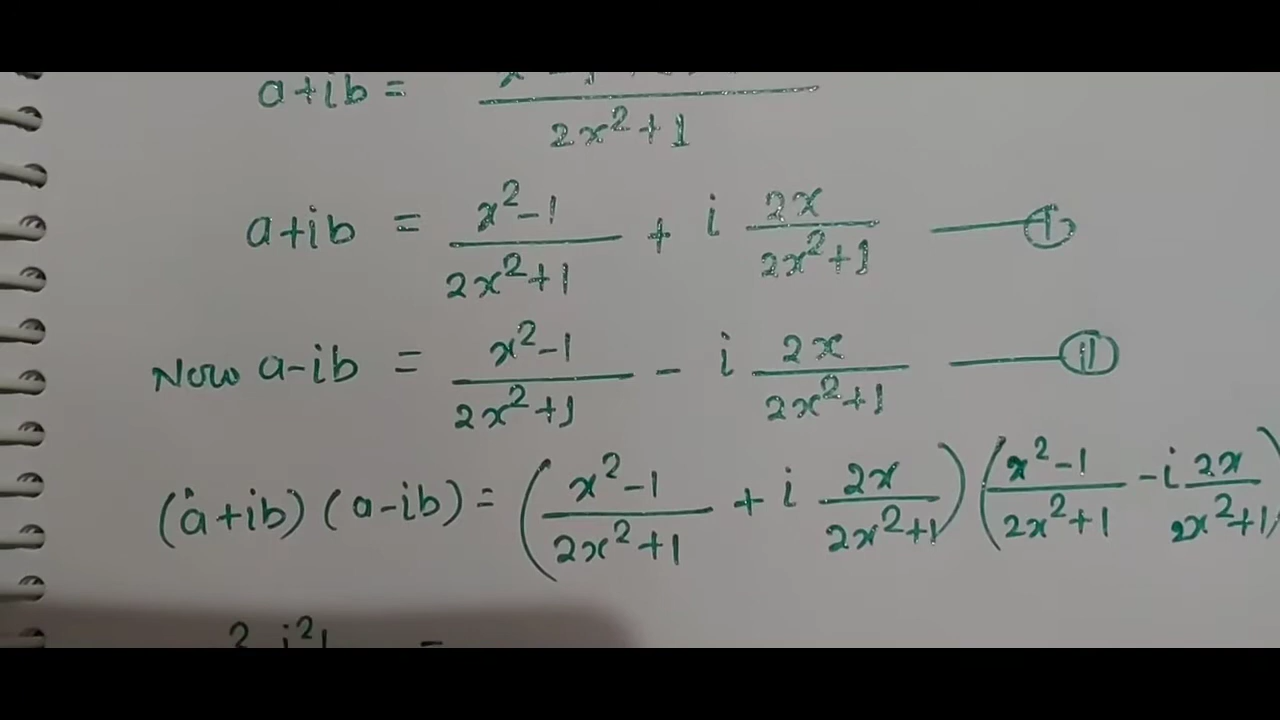 a+ib = / 2x²+1
a+ib = x²-1 / 2x²+1 + i 2x / 2x²+1 — I
Now a-ib = x²-1 / 2x²+1 - i 2x / 2x²+1 — II
(a+ib) (a-ib) = (x²-1 / 2x²+1 + i 2x / 2x²+1) (x²-1 / 2x²+1 - i 2x / 2x²+1)